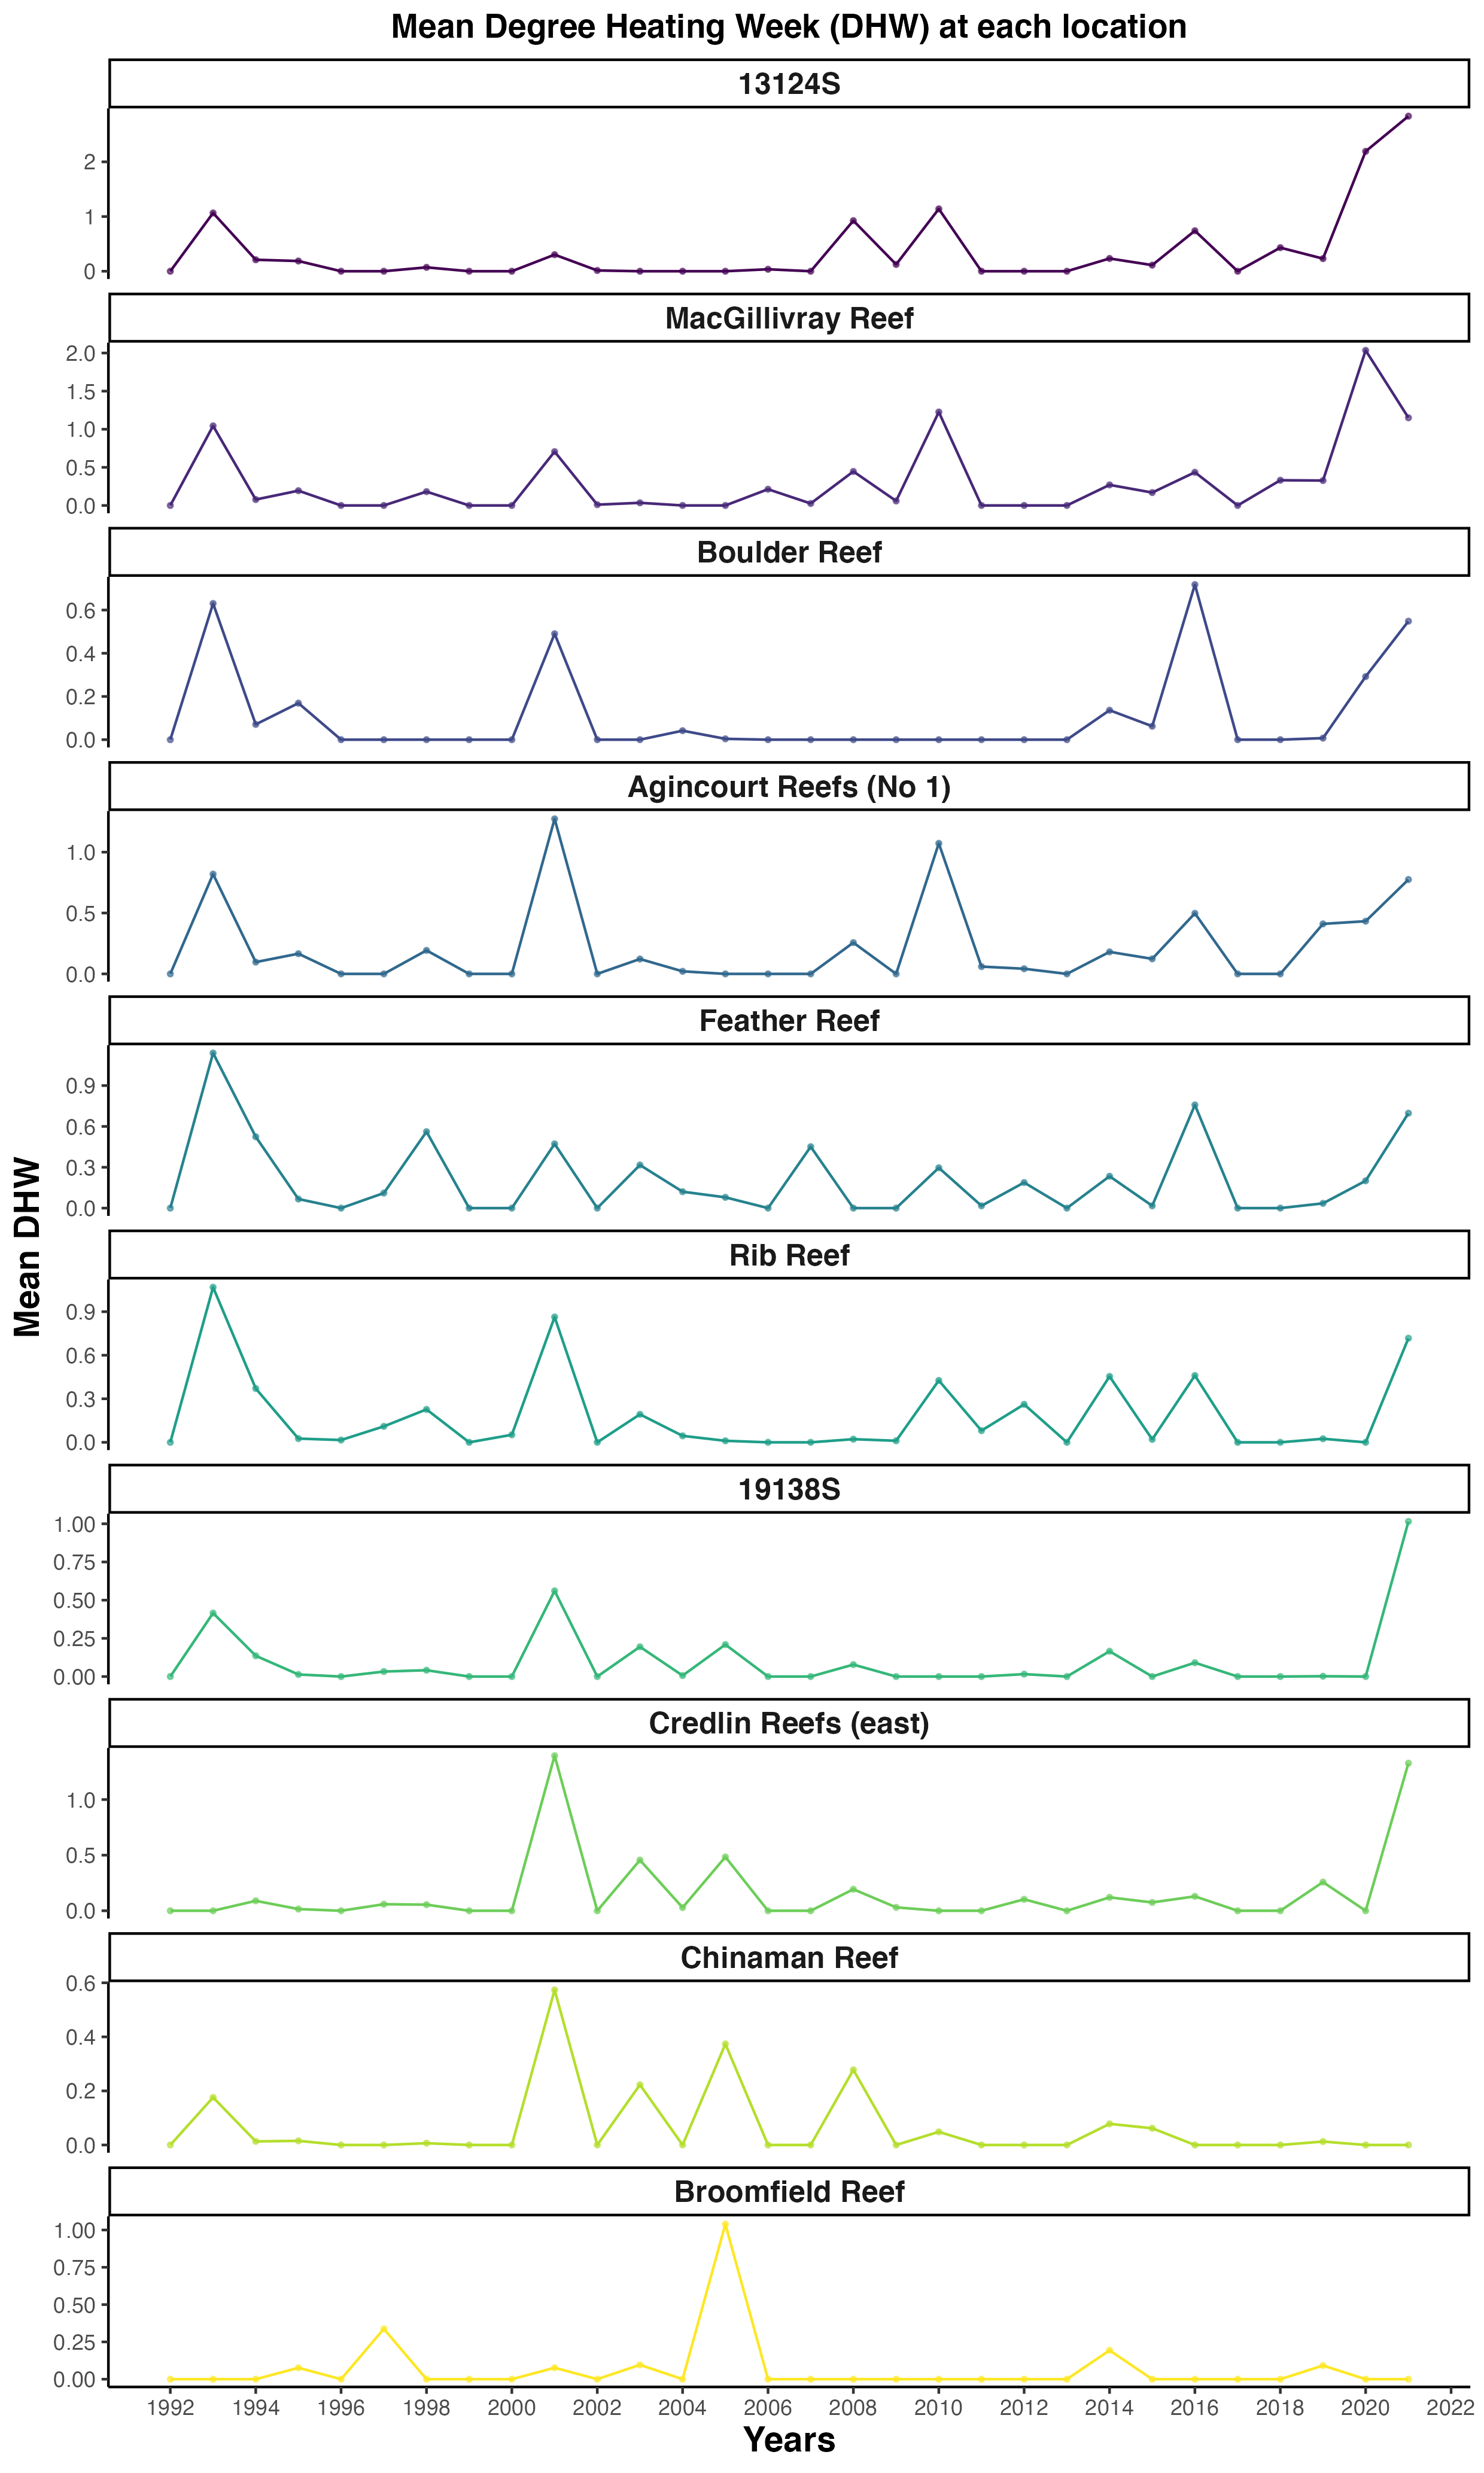 Mean Degree Heating Week (DHW) at each location
13124S
2
1
0
MacGillivray Reef
2.0
1.5
1.0
0.5
0.0
Boulder Reef
0.6
0.4
0.2
0.0
Agincourt Reefs (No 1)
1.0
0.5
0.0
Feather Reef
0.9
0.6
0.3
0.0
Mean DHW
Rib Reef
0.9
0.6
0.3
0.0
19138S
1.00
0.75
0.50
0.25
0.00
Credlin Reefs (east)
1.0
0.5
0.0
Chinaman Reef
0.6
0.4
0.2
0.0
Broomfield Reef
1.00
0.75
0.50
0.25
0.00
1992 1994 1996 1998 2000 2002 2004 2006 2008 2010 2012 2014 2016 2018 2020 2022
Years